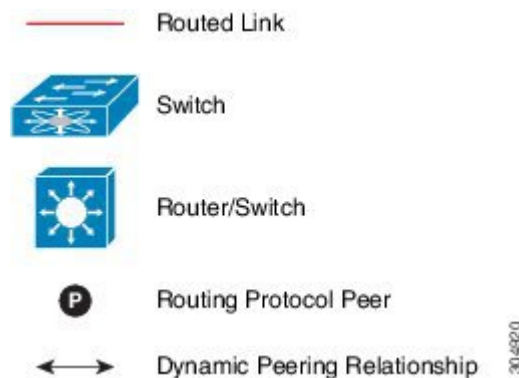 Routed Link
Switch
Router/Switch
P
Routing Protocol Peer
Dynamic Peering Relationship
304920